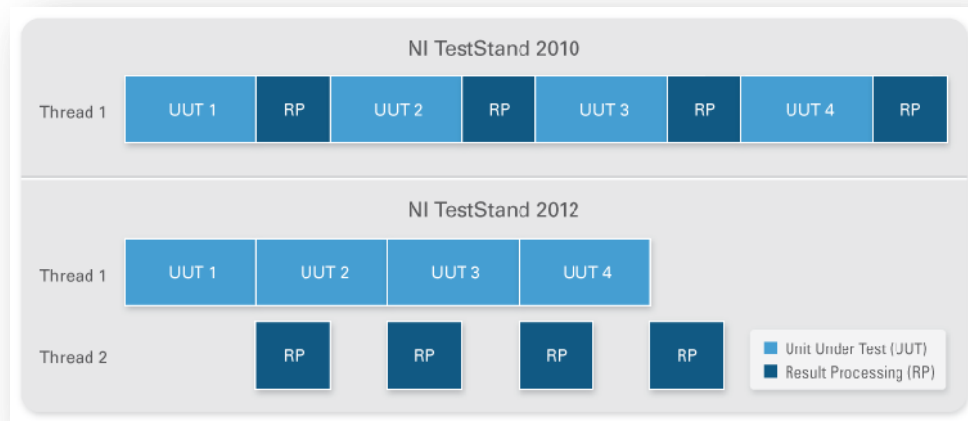 NI TestStand 2010
Thread 1 UUT 1 RP UUT 2 RP UUT 3 RP UUT 4 RP
NI TestStand 2012
Thread 1 UUT 1 UUT 2 UUT 3 UUT 4
Thread 2 RP RP RP RP
Unit Under Test (UUT)
Result Processing (RP)